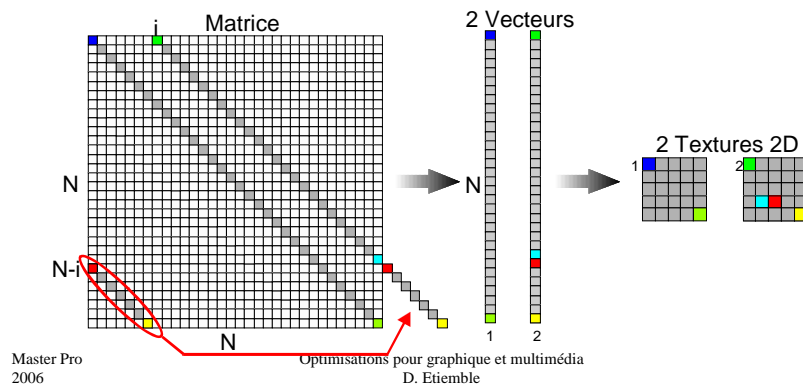 i
Matrice
2 Vecteurs
2 Textures 2D
1
2
N
N
N-i
N
1
2
Master Pro
2006
Optimisations pour graphique et multimédia
D. Etiemble